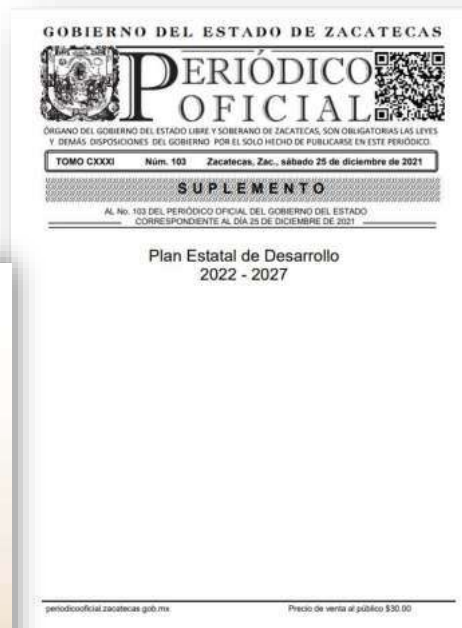 GOBIERNO DEL ESTADO DE ZACATECAS
PERIÓDICO
OFICIAL
ÓRGANO DEL GOBIERNO DEL ESTADO LIBRE Y SOBERANO DE ZACATECAS, SON OBLIGATORIAS LAS LEYES
Y DEMÁS DISPOSICIONES DEL GOBIERNO POR EL SOLO HECHO DE PUBLICARSE EN ESTE PERIÓDICO.
TOMO CXXXI Núm. 103 Zacatecas, Zac., sábado 25 de diciembre de 2021
SUPLEMENTO
AL No. 103 DEL PERIÓDICO OFICIAL DEL GOBIERNO DEL ESTADO
CORRESPONDIENTE AL DÍA 25 DE DICIEMBRE DE 2021
Plan Estatal de Desarrollo
2022 - 2027
periodicooficial.zacatecas.gob.mx Precio de venta al público $30.00